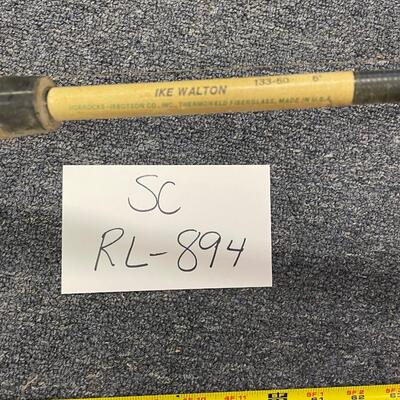 IKE WALTON 133-60 6'
HORROCKS-IBBOTSON CO., INC., THERMOWELD FIBERGLASS, MADE IN U.S.A.
SC
RL-894